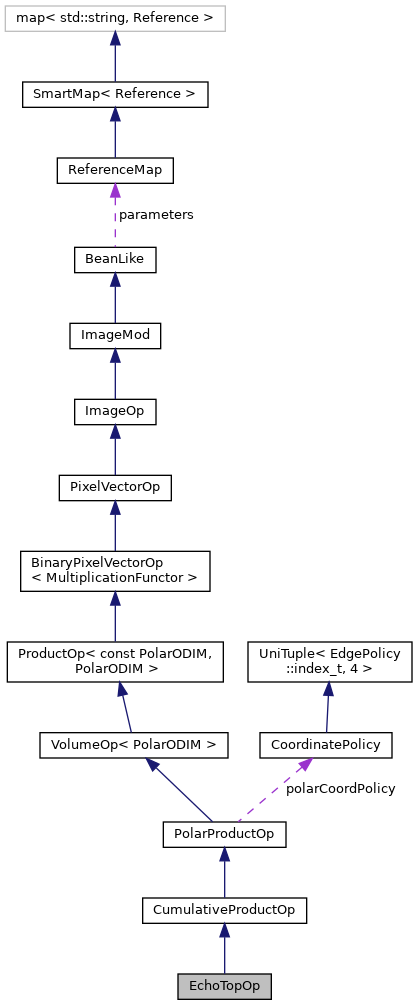 map< std::string, Reference >
SmartMap< Reference >
ReferenceMap
parameters
BeanLike
ImageMod
ImageOp
PixelVectorOp
BinaryPixelVectorOp
< MultiplicationFunctor >
ProductOp< const PolarODIM,
PolarODIM >
UniTuple< EdgePolicy
::index_t, 4 >
VolumeOp< PolarODIM >
CoordinatePolicy
polarCoordPolicy
PolarProductOp
CumulativeProductOp
EchoTopOp